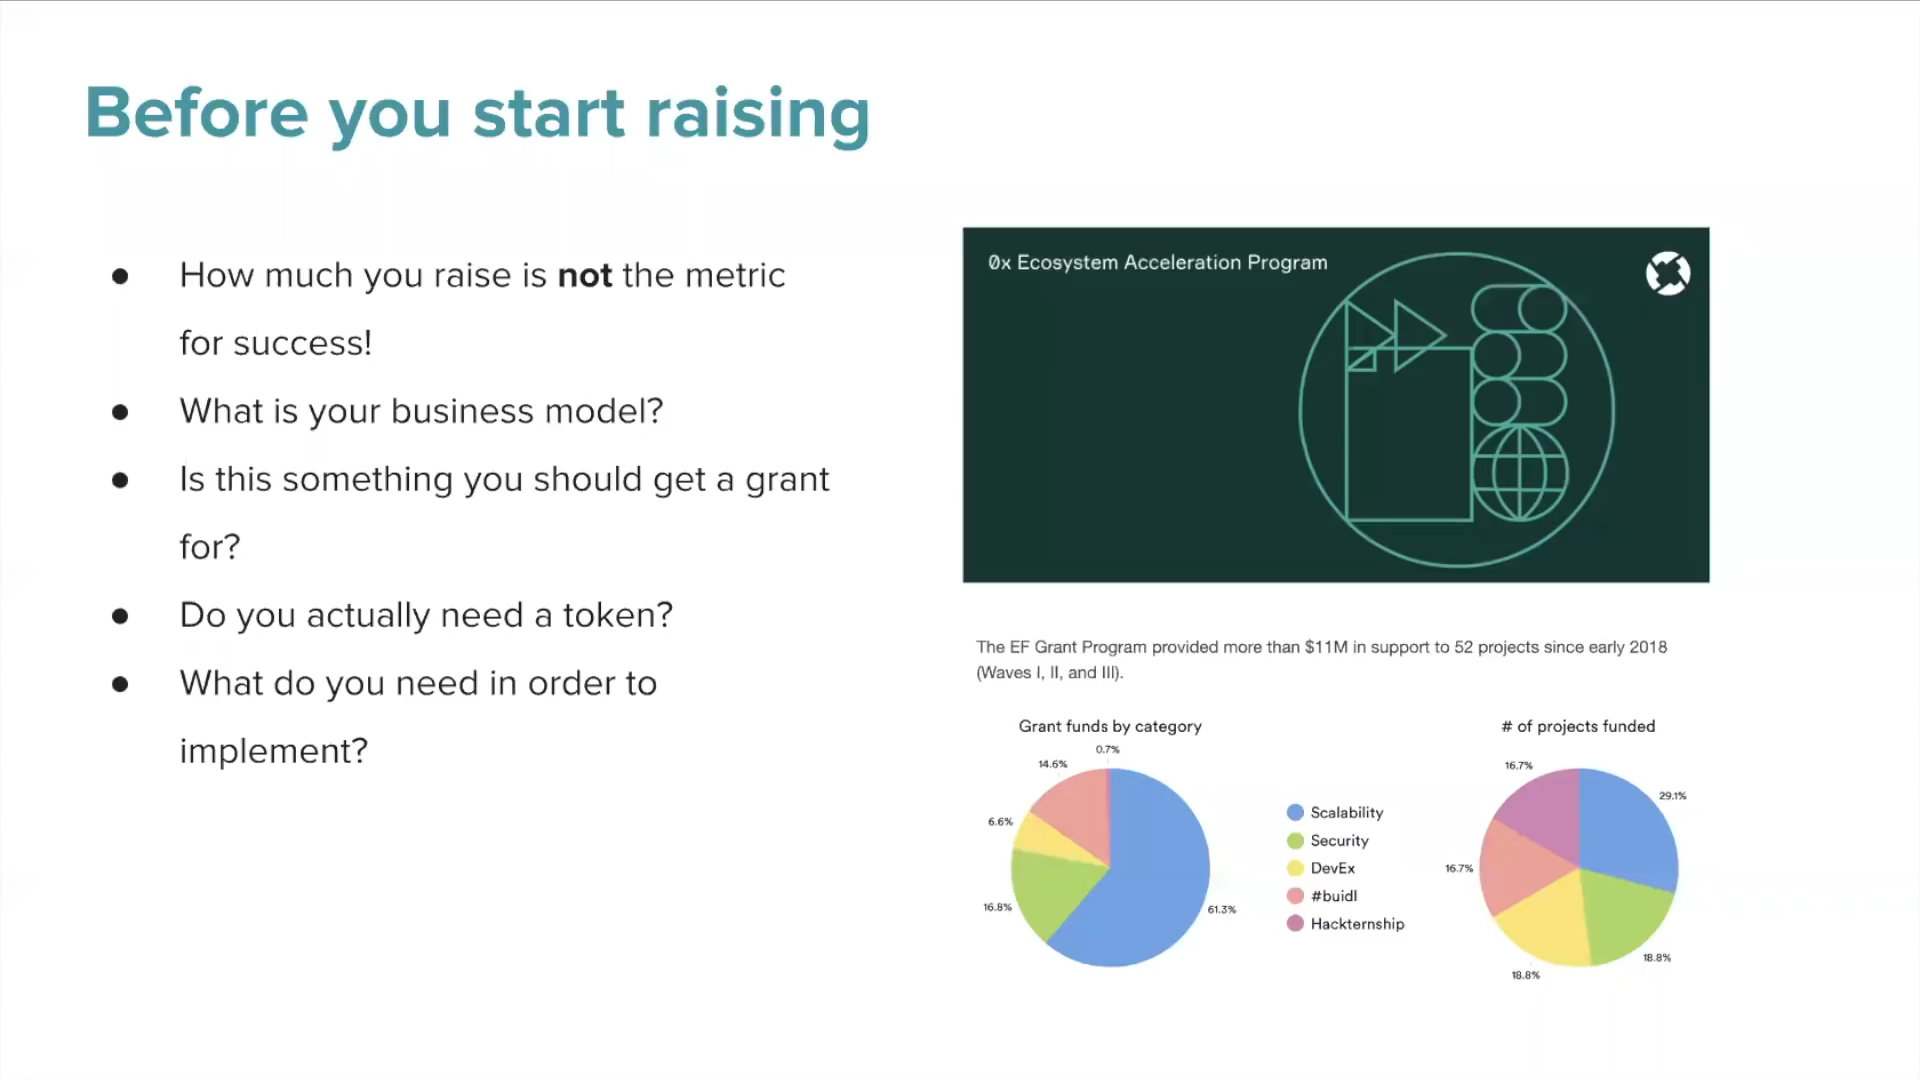 Before you start raising
● How much you raise is not the metric
for success!
● What is your business model?
● Is this something you should get a grant
for?
● Do you actually need a token?
● What do you need in order to
implement?
0x Ecosystem Acceleration Program
The EF Grant Program provided more than $11M in support to 52 projects since early 2018
(Waves I, II, and III).
Grant funds by category
0.7%
14.6%
6.6%
16.8%
61.3%
Scalability
Security
DevEx
#buidl
Hackternship
# of projects funded
16.7%
29.1%
16.7%
18.8%
18.8%